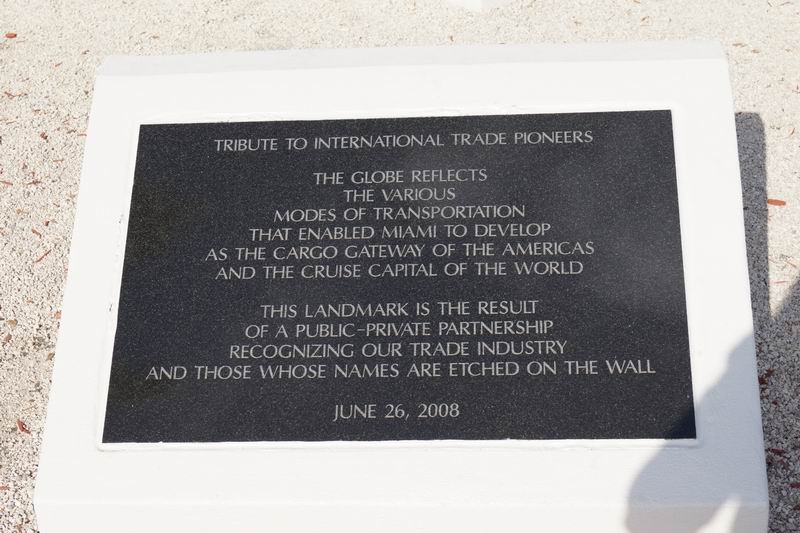 TRIBUTE TO INTERNATIONAL TRADE PIONEERS
THE GLOBE REFLECTS
THE VARIOUS
MODES OF TRANSPORTATION
THAT ENABLED MIAMI TO DEVELOP
AS THE CARGO GATEWAY OF THE AMERICAS
AND THE CRUISE CAPITAL OF THE WORLD
THIS LANDMARK IS THE RESULT
OF A PUBLIC-PRIVATE PARTNERSHIP
RECOGNIZING OUR TRADE INDUSTRY
AND THOSE WHOSE NAMES ARE ETCHED ON THE WALL
JUNE 26, 2008